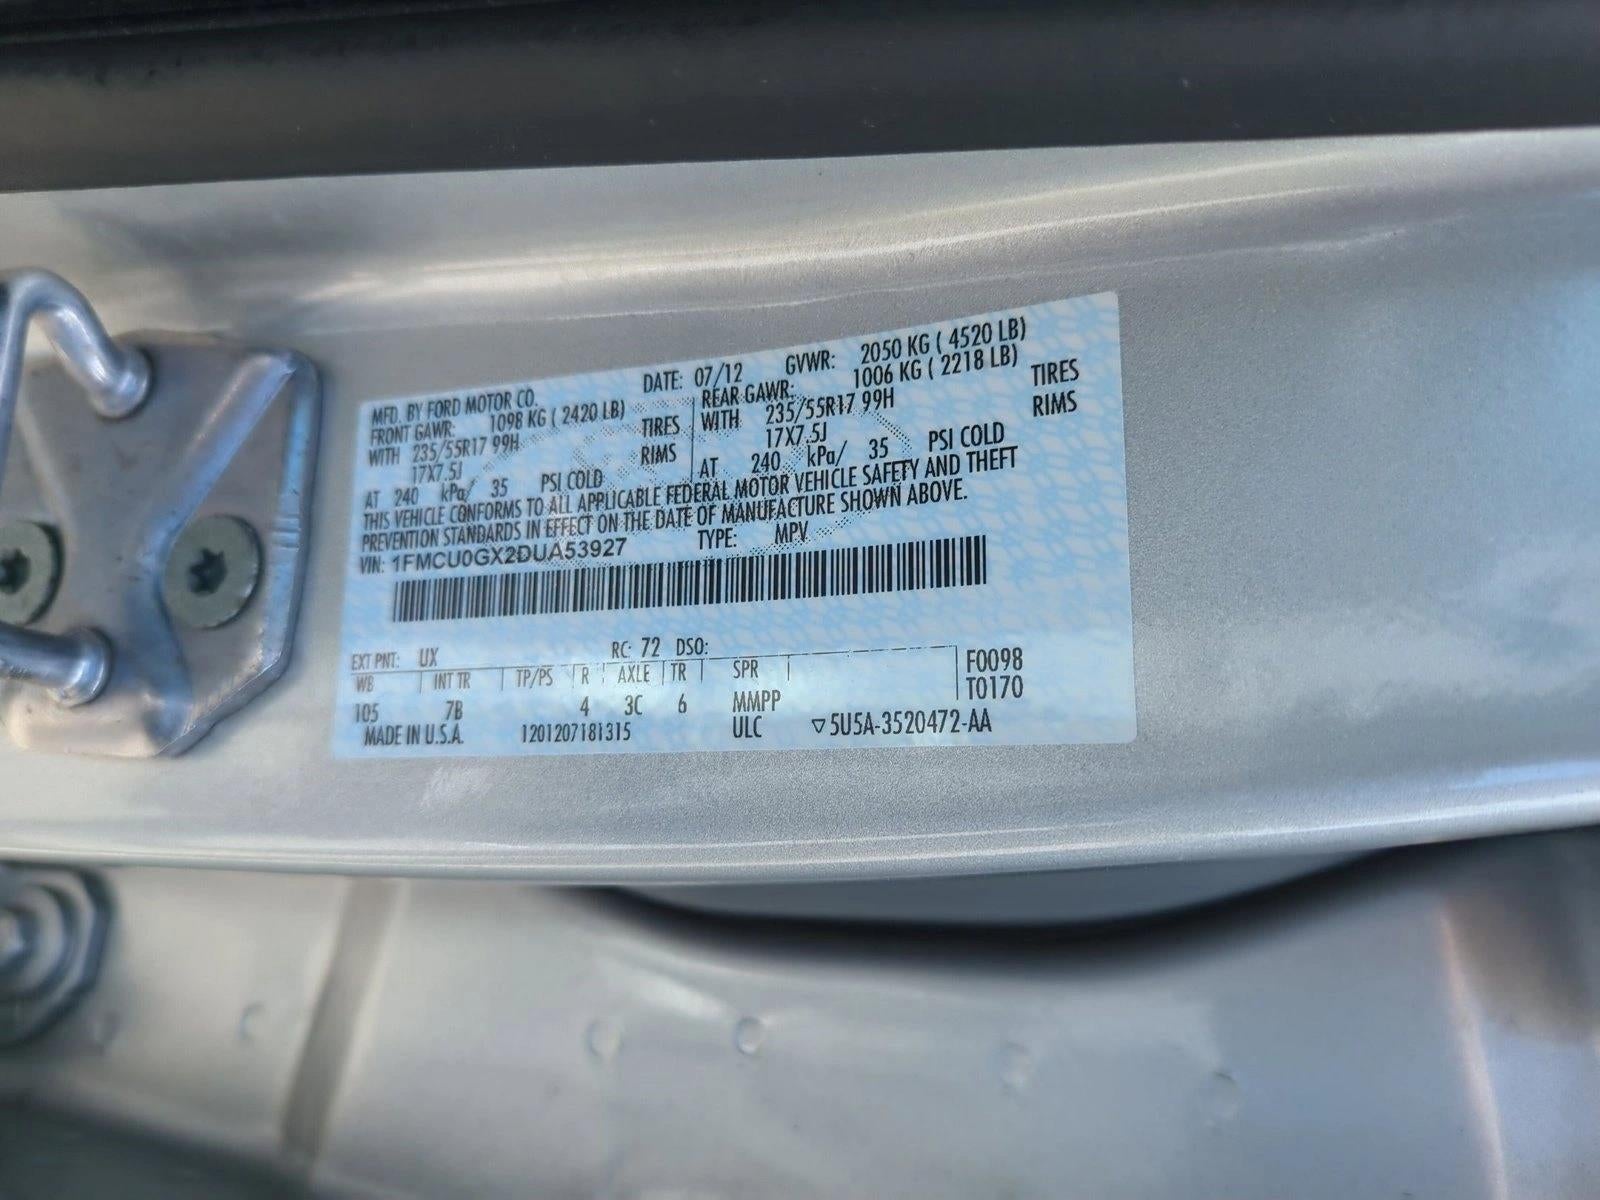 MFD. BY FORD MOTOR CO. DATE: 07/12 GVWR: 2050 KG ( 4520 LB)
FRONT GAWR: 1098 KG ( 2420 LB) REAR GAWR: 1006 KG ( 2218 LB)
WITH 235/55R17 99H TIRES WITH 235/55R17 99H TIRES
17X7.5J RIMS 17X7.5J RIMS
AT 240 kPa/ 35 PSI COLD AT 240 kPa/ 35 PSI COLD
THIS VEHICLE CONFORMS TO ALL APPLICABLE FEDERAL MOTOR VEHICLE SAFETY AND THEFT
PREVENTION STANDARDS IN EFFECT ON THE DATE OF MANUFACTURE SHOWN ABOVE.
VIN: 1FMCU0GX2DUA53927 TYPE: MPV
EXT PNT: UX RC: 72 DSO:
WB INT TR TP/PS R AXLE TR SPR F0098
105 7B 4 3C 6 MMPP T0170
MADE IN U.S.A. 1201207181315 ULC ▽5U5A-3520472-AA